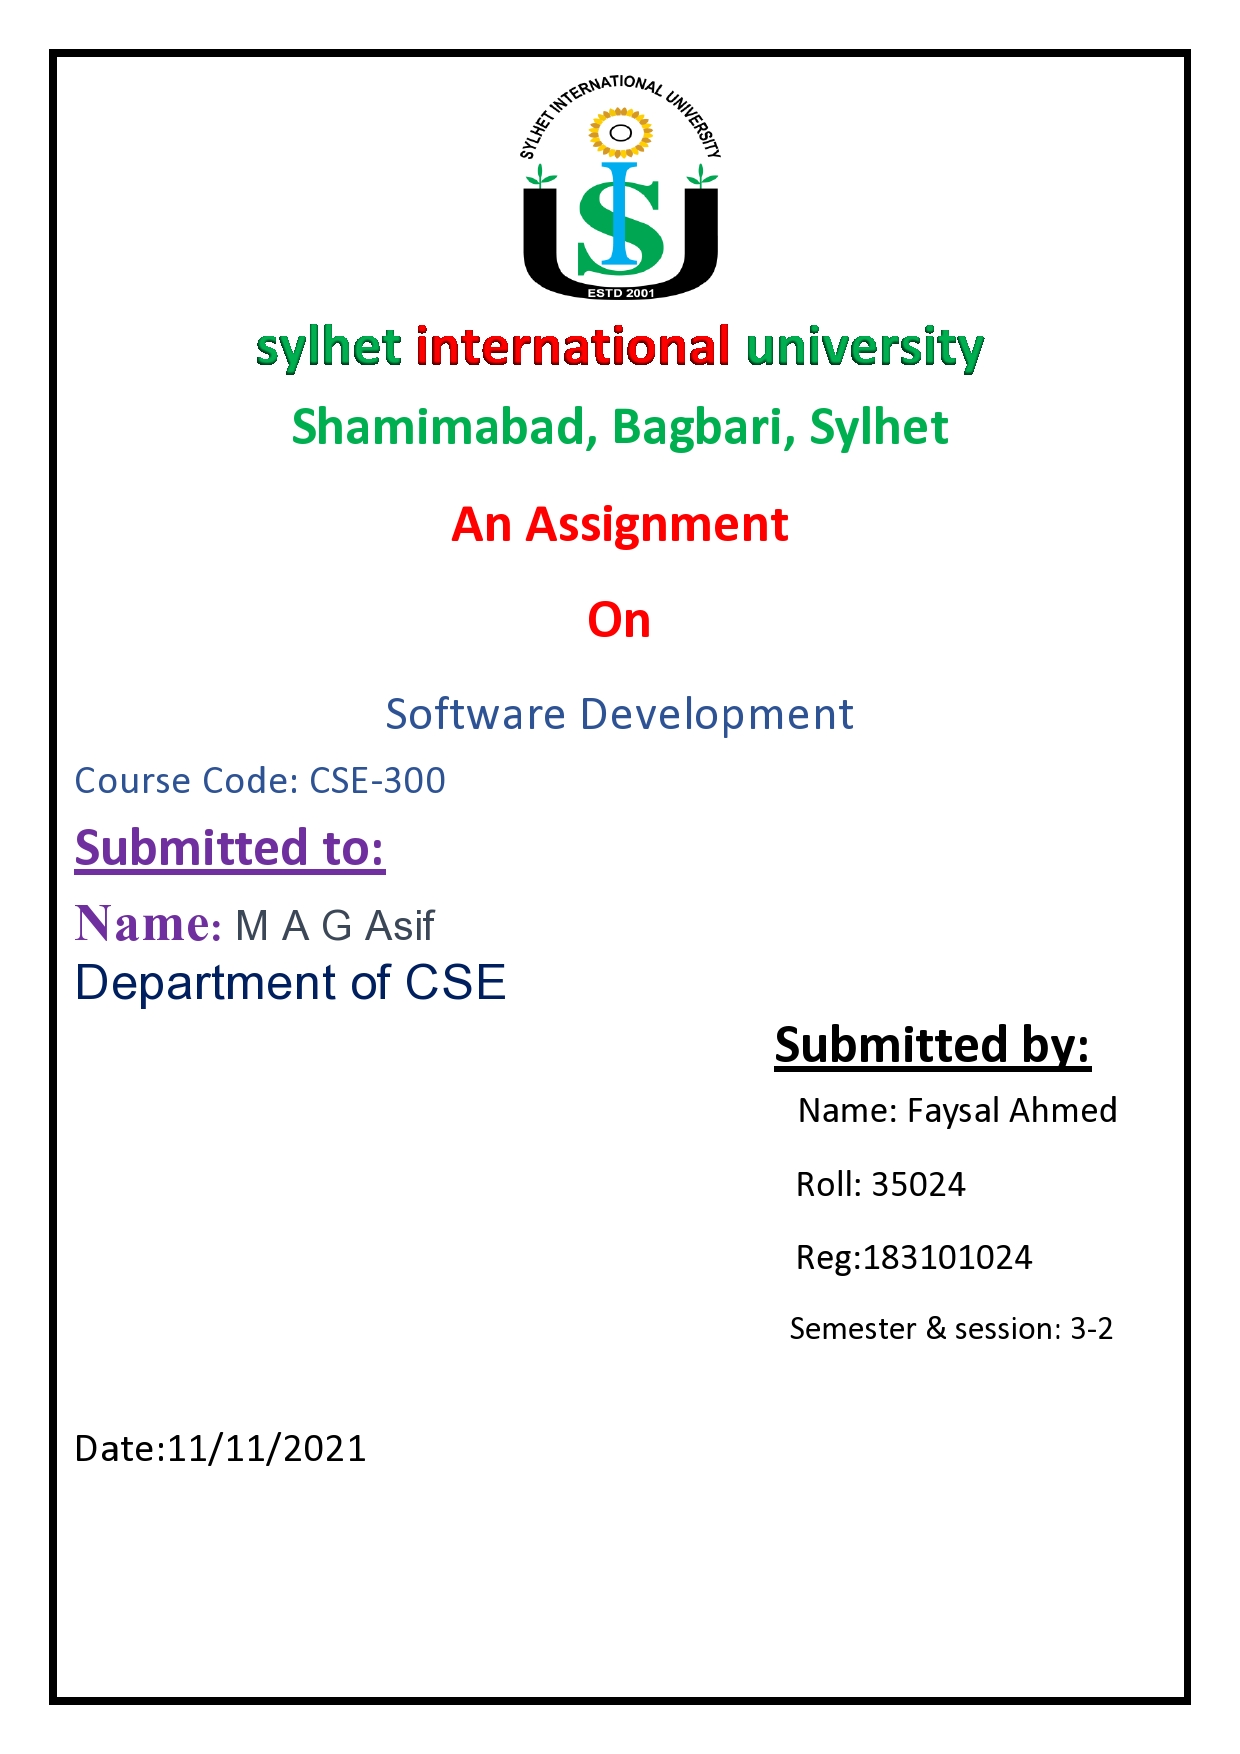 SYLHET INTERNATIONAL UNIVERSITY
SIU
ESTD 2001
sylhet international university
Shamimabad, Bagbari, Sylhet
An Assignment
On
Software Development
Course Code: CSE-300
Submitted to:
Name: M A G Asif
Department of CSE
Submitted by:
Name: Faysal Ahmed
Roll: 35024
Reg:183101024
Semester & session: 3-2
Date:11/11/2021